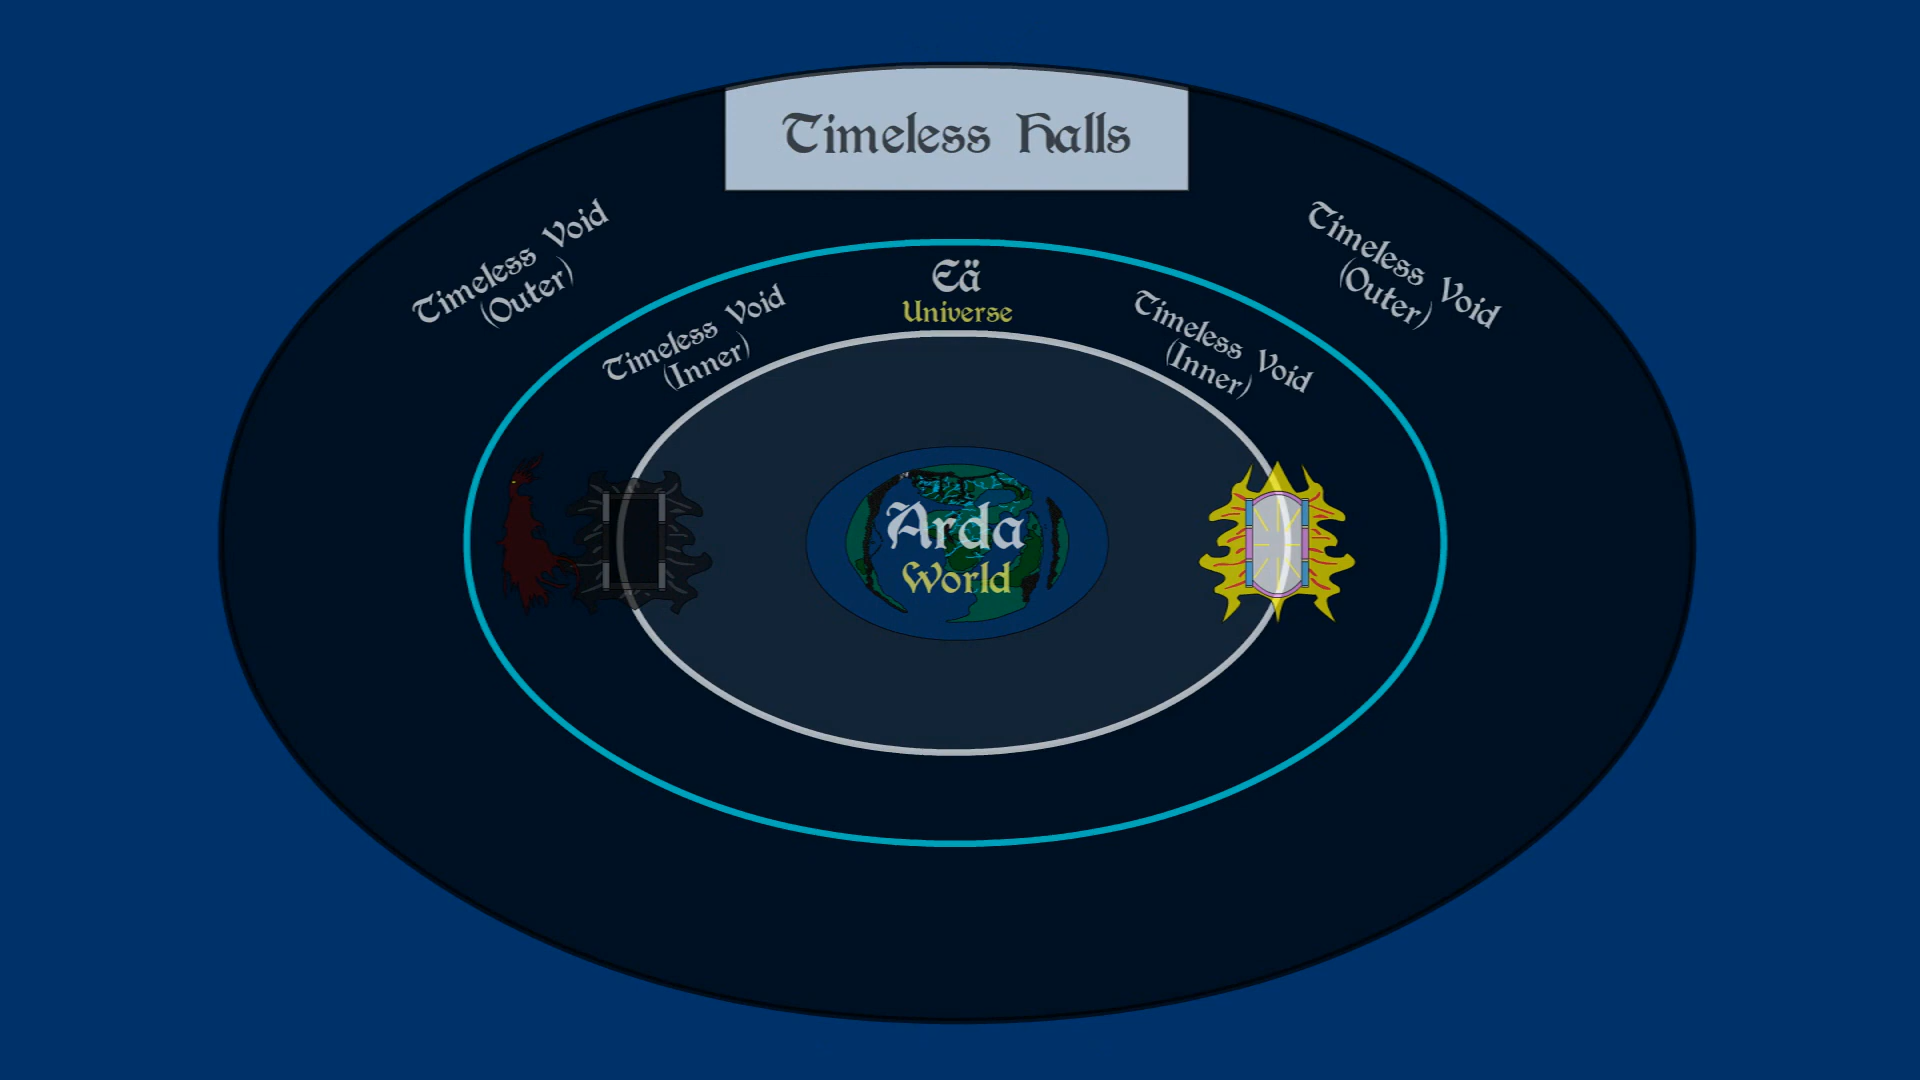 Timeless Halls
Timeless Void
(Outer)
Timeless Void
(Outer)
Eä
Universe
Timeless Void
(Inner)
Timeless Void
(Inner)
Arda
World